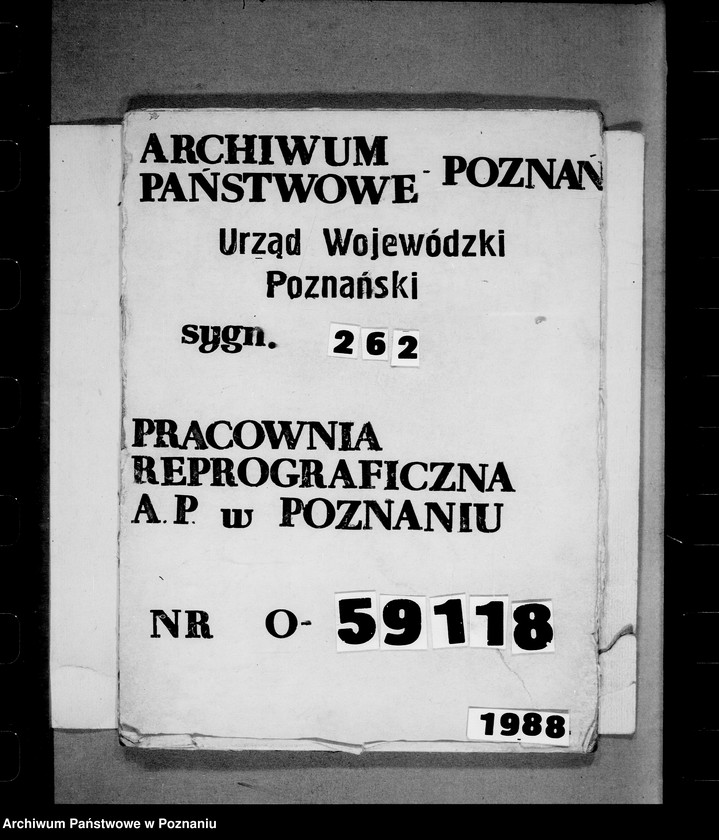 ARCHIWUM
PAŃSTWOWE - POZNAŃ
Urząd Wojewódzki
Poznański
sygn. 262
PRACOWNIA
REPROGRAFICZNA
A.P. w POZNANIU
NR O-59118
1988
Archiwum Państwowe w Poznaniu